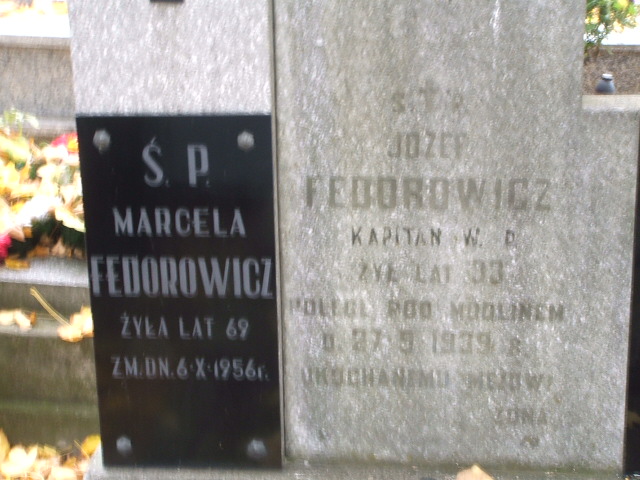 Ś. P.
MARCELA
FEDOROWICZ
ŻYŁA LAT 69
ZM. DN. 6·X·1956r.
Ś. P.
JÓZEF
FEDOROWICZ
KAPITAN W. P.
ŻYŁ LAT 33
POLEGŁ POD MODLINEM
D. 27·9 1939 R
UKOCHANEMU MĘŻOWI
ŻONA